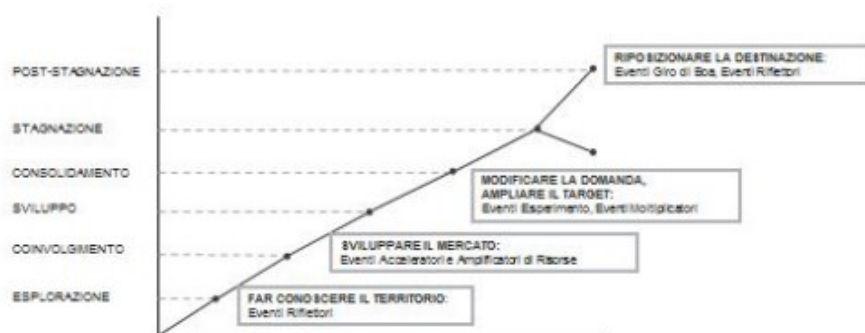 POST-STAGNAZIONE
RIPOSIZIONARE LA DESTINAZIONE:
Eventi Giro di Boa, Eventi Riflettori
STAGNAZIONE
CONSOLIDAMENTO
MODIFICARE LA DOMANDA,
AMPLIARE IL TARGET:
Eventi Esperimento, Eventi Moltiplicatori
SVILUPPO
COINVOLGIMENTO
SVILUPPARE IL MERCATO:
Eventi Acceleratori e Amplificatori di Risorse
ESPLORAZIONE
FAR CONOSCERE IL TERRITORIO:
Eventi Riflettori